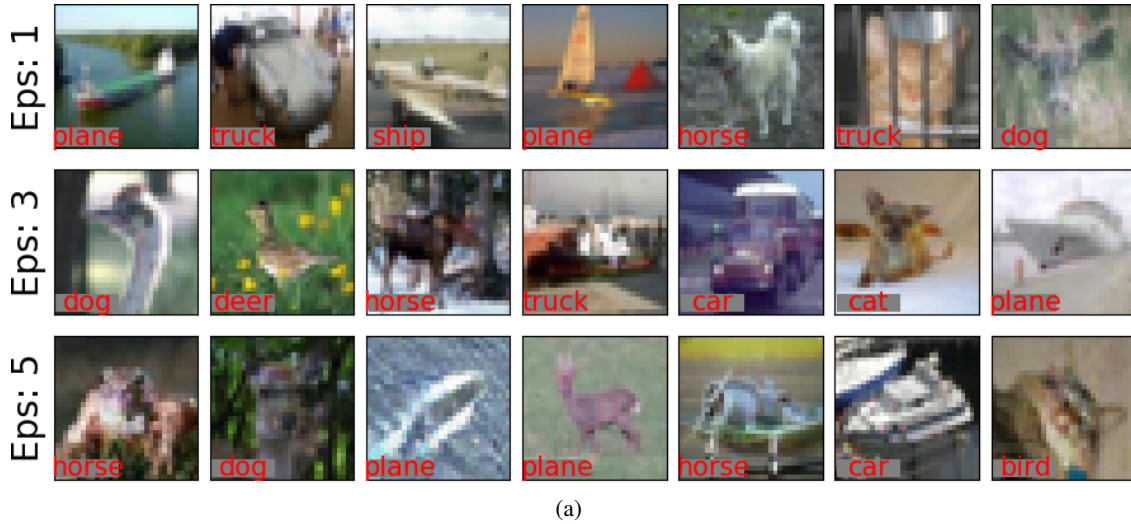 Eps: 1
plane truck ship plane horse truck dog
Eps: 3
dog deer horse truck car cat plane
Eps: 5
horse dog plane plane horse car bird
(a)